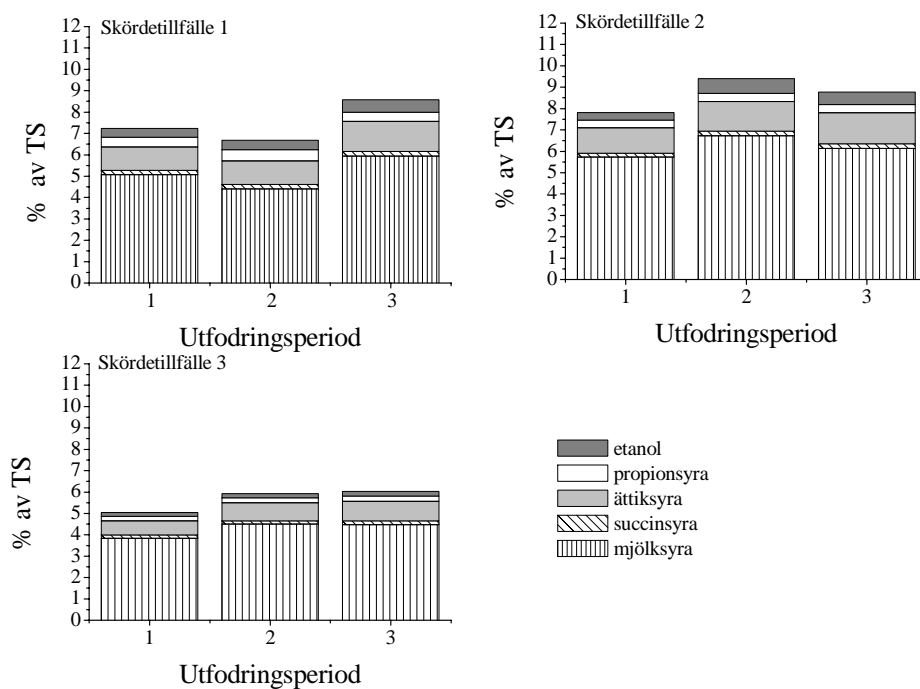 Skördetillfälle 1
12
11
10
9
8
7
6
5
4
3
2
1
0
% av TS
1 2 3
Utfodringsperiod
Skördetillfälle 2
12
11
10
9
8
7
6
5
4
3
2
1
0
% av TS
1 2 3
Utfodringsperiod
Skördetillfälle 3
12
11
10
9
8
7
6
5
4
3
2
1
0
% av TS
1 2 3
Utfodringsperiod
etanol
propionsyra
ättiksyra
succinsyra
mjölksyra